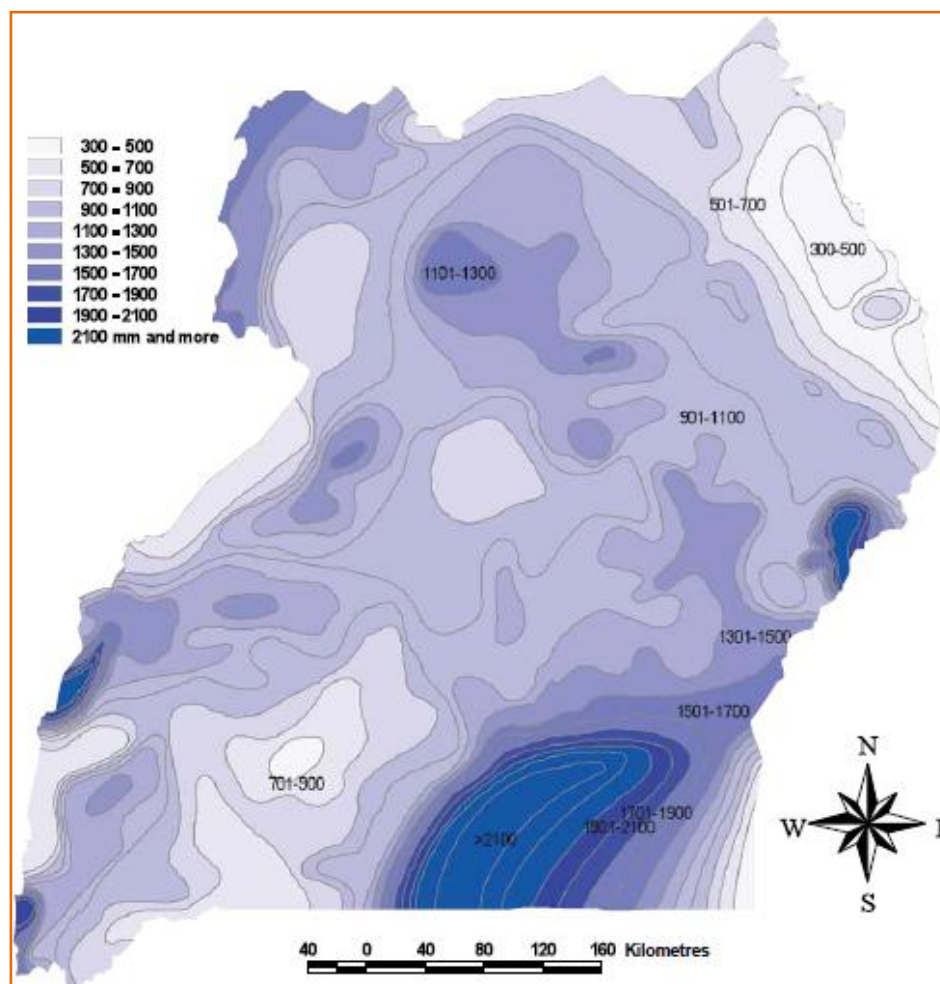 300 - 500
500 - 700
700 - 900
900 - 1100
1100 - 1300
1300 - 1500
1500 - 1700
1700 - 1900
1900 - 2100
2100 mm and more
501-700
300-500
1101-1300
901-1100
1301-1500
1501-1700
701-900
1701-1900
1901-2100
>2100
N
W
E
S
40 0 40 80 120 160 Kilometres